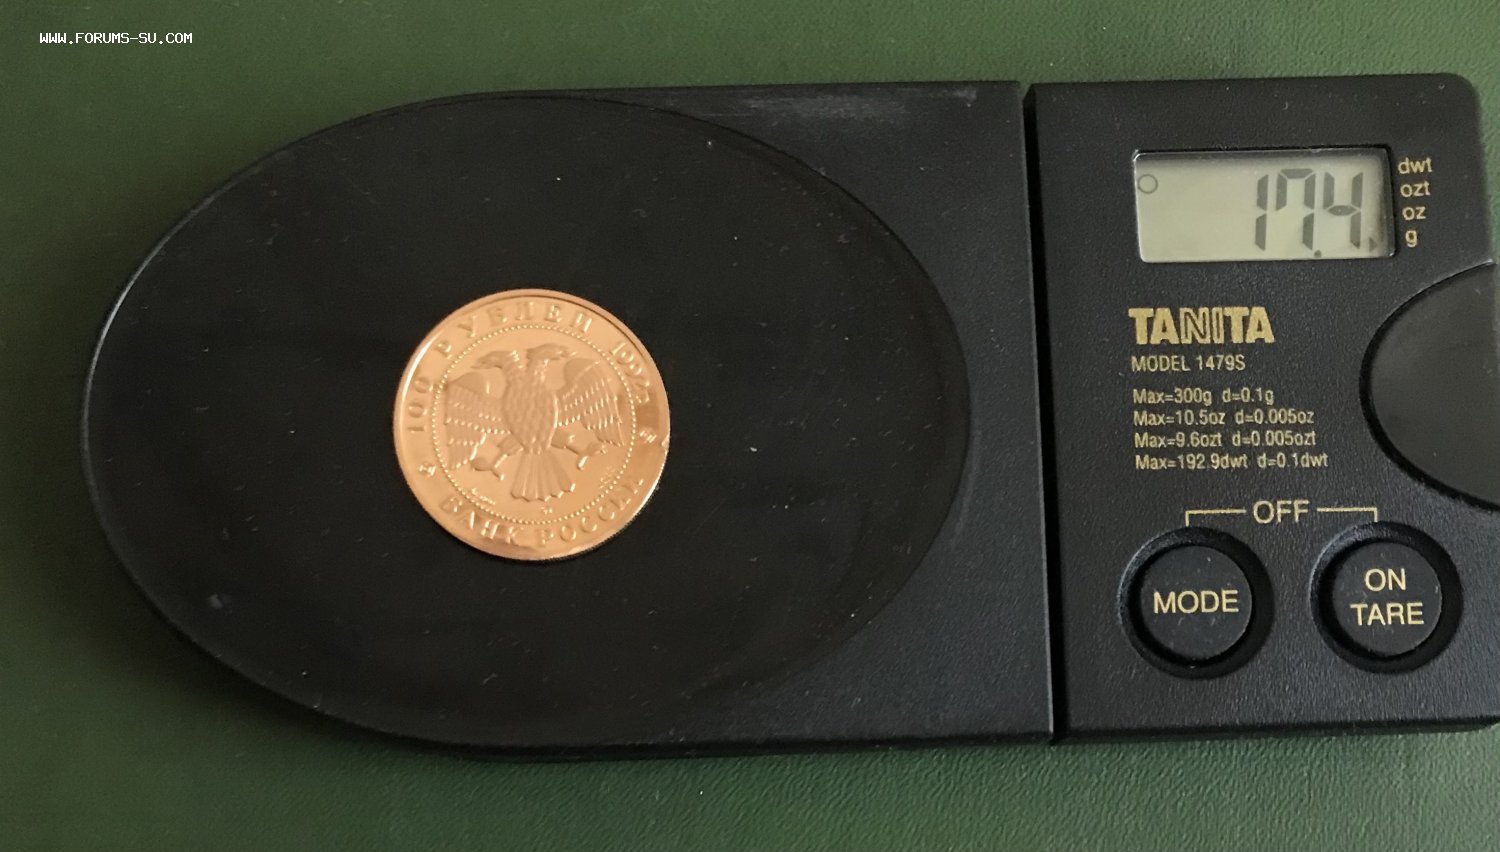 WWW.FORUMS-SU.COM
17.4
dwt
ozt
oz
g
TANITA
MODEL 1479S
Max=300g d=0.1g
Max=10.5oz d=0.005oz
Max=9.6ozt d=0.005ozt
Max=192.9dwt d=0.1dwt
OFF
MODE
ON
TARE
100 РУБЛЕЙ
БАНК РОССИИ